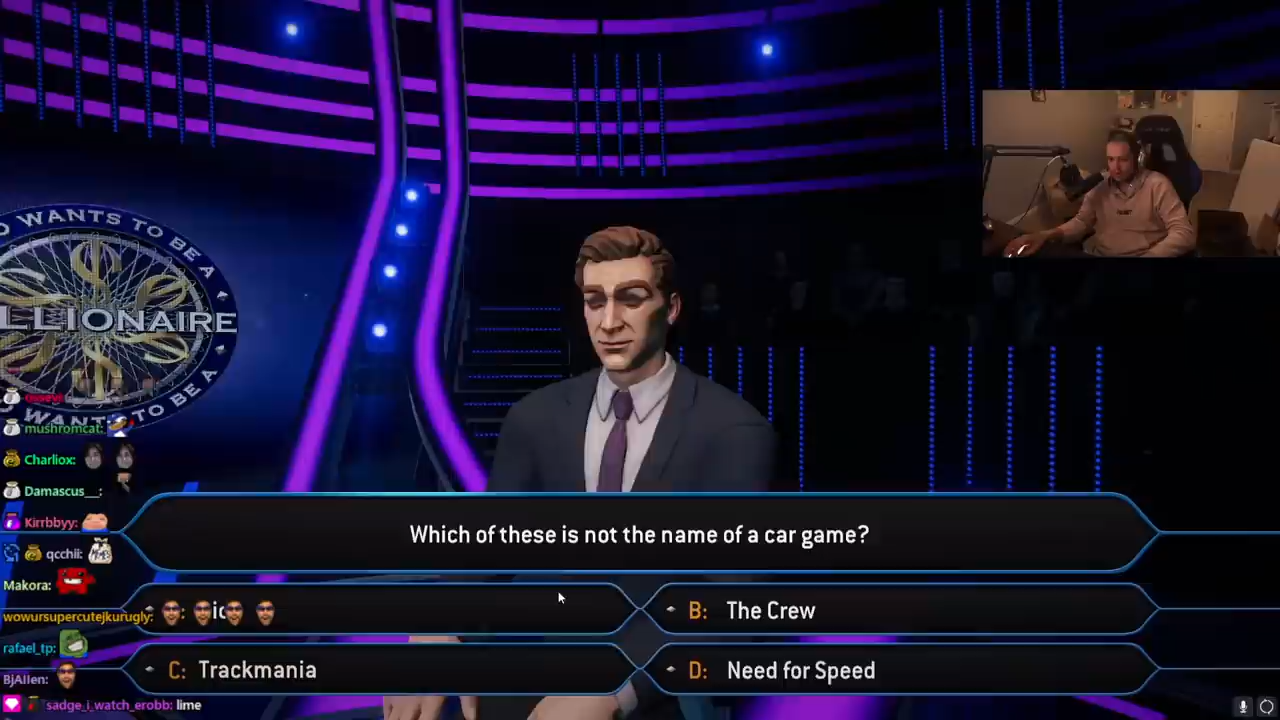 WANTS TO BE A
LLIONAIRE
WANTS TO BE A
mushromcat:
Charliox:
Damascus__:
Kirrbbyy:
qcchii:
Makora:
wowursupercutejkurugly:
rafael_tp:
BjAllen:
sadge_i_watch_erobb: lime
Which of these is not the name of a car game?
B: The Crew
C: Trackmania
D: Need for Speed